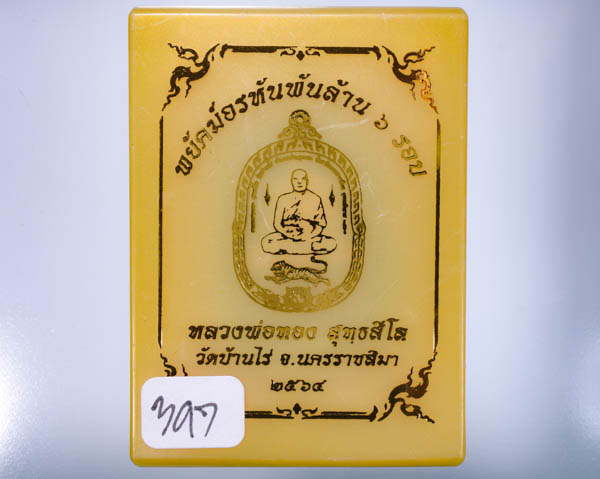 พยัคฆ์อรหันพันล้าน ๖ รอบ
หลวงพ่อทอง สุทฺธสีโล
วัดบ้านไร่ จ.นครราชสีมา
๒๕๖๔
397